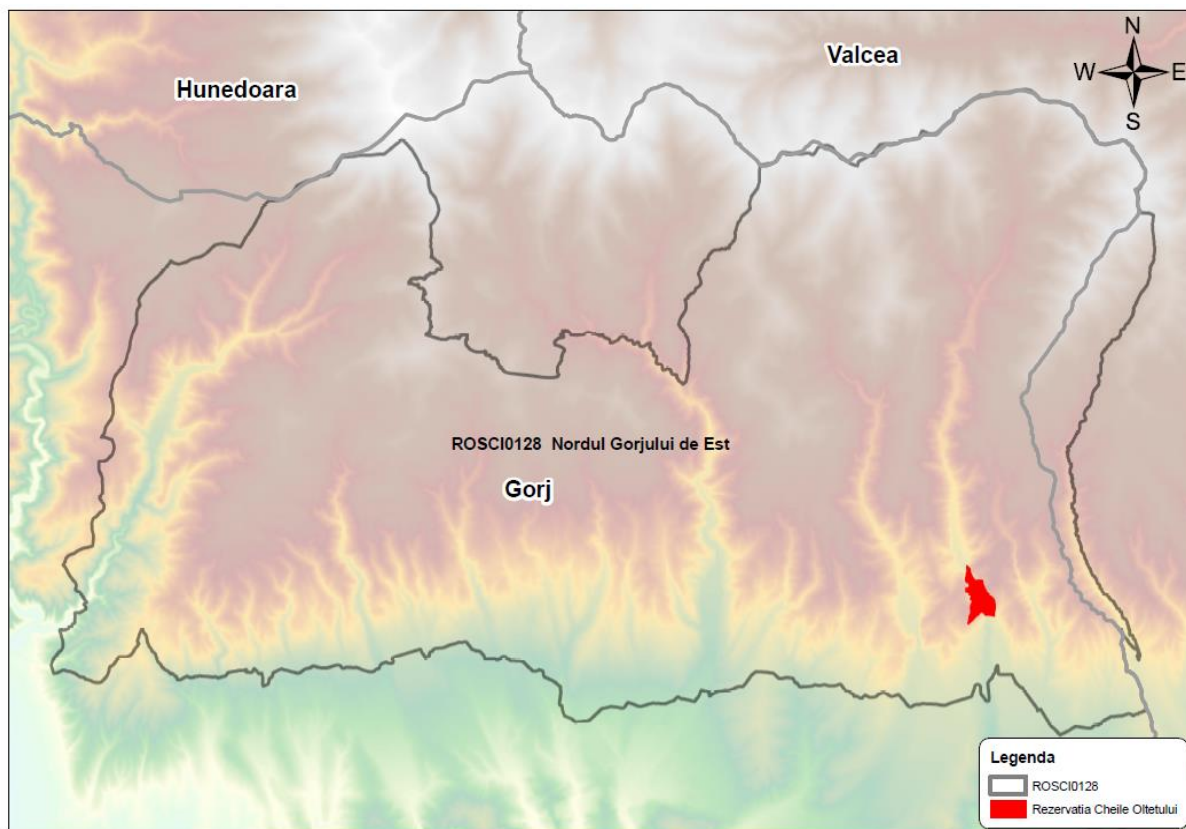 Valcea
Hunedoara
N
W
E
S
ROSCI0128 Nordul Gorjului de Est
Gorj
Legenda
ROSCI0128
Rezervatia Cheile Oltetului